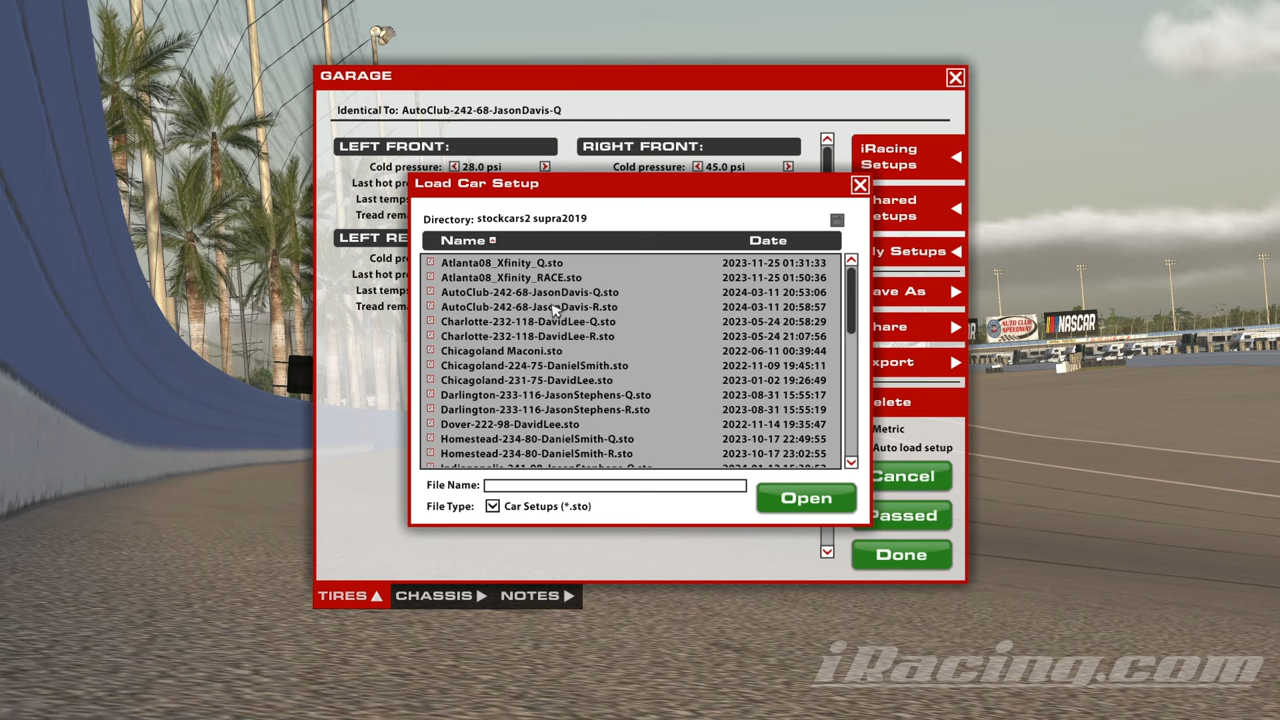 GARAGE
Identical To: AutoClub-242-68-JasonDavis-Q
LEFT FRONT:
RIGHT FRONT:
Cold pressure: 28.0 psi
Cold pressure: 45.0 psi
Last hot pr
Last temps
Tread rema
LEFT RE
Cold pr
Last hot pre
Last temps
Tread rema
iRacing
Setups
hared
etups
ly Setups
ave As
hare
xport
elete
Metric
Auto load setup
Cancel
Passed
Done
Load Car Setup
Directory: stockcars2 supra2019
Name Date
Atlanta08_Xfinity_Q.sto 2023-11-25 01:31:33
Atlanta08_Xfinity_RACE.sto 2023-11-25 01:50:36
AutoClub-242-68-JasonDavis-Q.sto 2024-03-11 20:53:06
AutoClub-242-68-JasonDavis-R.sto 2024-03-11 20:58:57
Charlotte-232-118-DavidLee-Q.sto 2023-05-24 20:58:29
Charlotte-232-118-DavidLee-R.sto 2023-05-24 21:07:56
Chicagoland Maconi.sto 2022-06-11 00:39:44
Chicagoland-224-75-DanielSmith.sto 2022-11-09 19:45:11
Chicagoland-231-75-DavidLee.sto 2023-01-02 19:26:49
Darlington-233-116-JasonStephens-Q.sto 2023-08-31 15:55:17
Darlington-233-116-JasonStephens-R.sto 2023-08-31 15:55:19
Dover-222-98-DavidLee.sto 2022-11-14 19:35:47
Homestead-234-80-DanielSmith-Q.sto 2023-10-17 22:49:55
Homestead-234-80-DanielSmith-R.sto 2023-10-17 23:02:55
File Name:
Open
File Type: Car Setups (*.sto)
TIRES CHASSIS NOTES
AUTO CLUB
NASCAR
iRacing.com